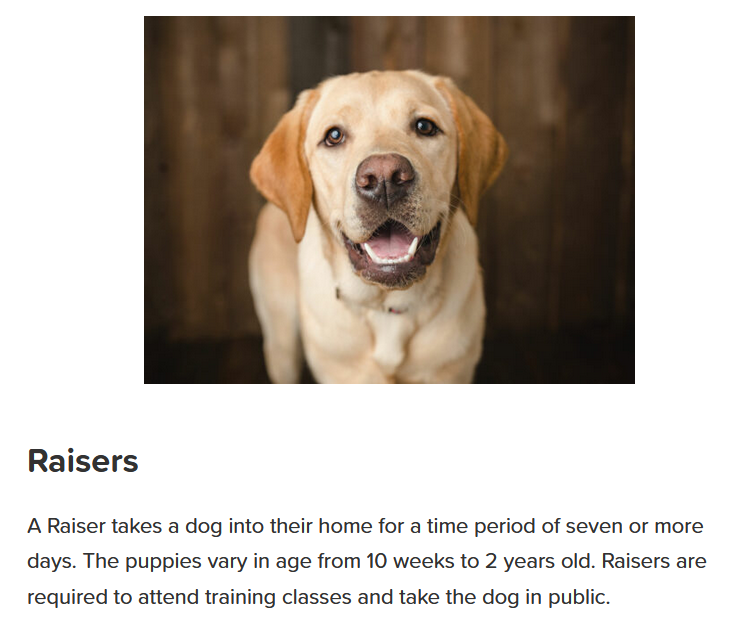 Raisers
A Raiser takes a dog into their home for a time period of seven or more
days. The puppies vary in age from 10 weeks to 2 years old. Raisers are
required to attend training classes and take the dog in public.